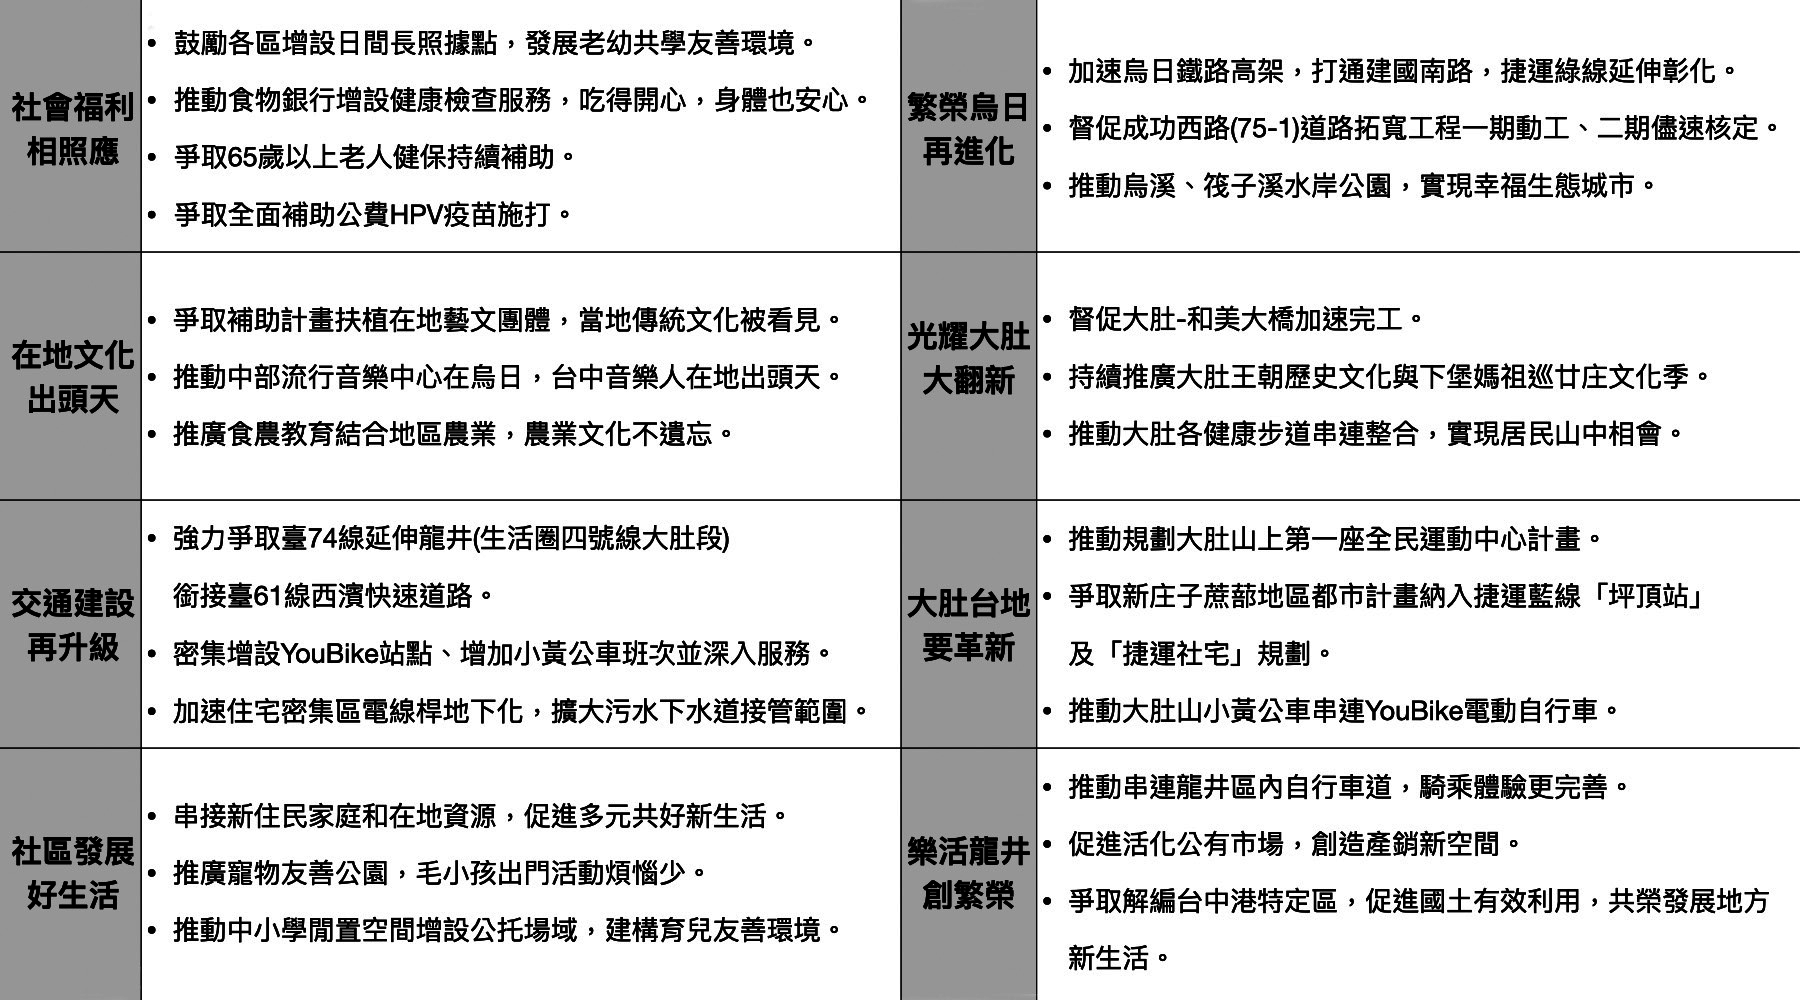 社會福利
相照應
• 鼓勵各區增設日間長照據點，發展老幼共學友善環境。
• 推動食物銀行增設健康檢查服務，吃得開心，身體也安心。
• 爭取65歲以上老人健保持續補助。
• 爭取全面補助公費HPV疫苗施打。
繁榮烏日
再進化
• 加速烏日鐵路高架，打通建國南路，捷運綠線延伸彰化。
• 督促成功西路(75-1)道路拓寬工程一期動工、二期儘速核定。
• 推動烏溪、筏子溪水岸公園，實現幸福生態城市。
在地文化
出頭天
• 爭取補助計畫扶植在地藝文團體，當地傳統文化被看見。
• 推動中部流行音樂中心在烏日，台中音樂人在地出頭天。
• 推廣食農教育結合地區農業，農業文化不遺忘。
光耀大肚
大翻新
• 督促大肚-和美大橋加速完工。
• 持續推廣大肚王朝歷史文化與下堡媽祖巡廿庄文化季。
• 推動大肚各健康步道串連整合，實現居民山中相會。
交通建設
再升級
• 強力爭取臺74線延伸龍井(生活圈四號線大肚段)
銜接臺61線西濱快速道路。
• 密集增設YouBike站點、增加小黃公車班次並深入服務。
• 加速住宅密集區電線桿地下化，擴大污水下水道接管範圍。
大肚台地
要革新
• 推動規劃大肚山上第一座全民運動中心計畫。
• 爭取新庄子蔗廍地區都市計畫納入捷運藍線「坪頂站」
及「捷運社宅」規劃。
• 推動大肚山小黃公車串連YouBike電動自行車。
社區發展
好生活
• 串接新住民家庭和在地資源，促進多元共好新生活。
• 推廣寵物友善公園，毛小孩出門活動煩惱少。
• 推動中小學閒置空間增設公托場域，建構育兒友善環境。
樂活龍井
創繁榮
• 推動串連龍井區內自行車道，騎乘體驗更完善。
• 促進活化公有市場，創造產銷新空間。
• 爭取解編台中港特定區，促進國土有效利用，共榮發展地方
新生活。